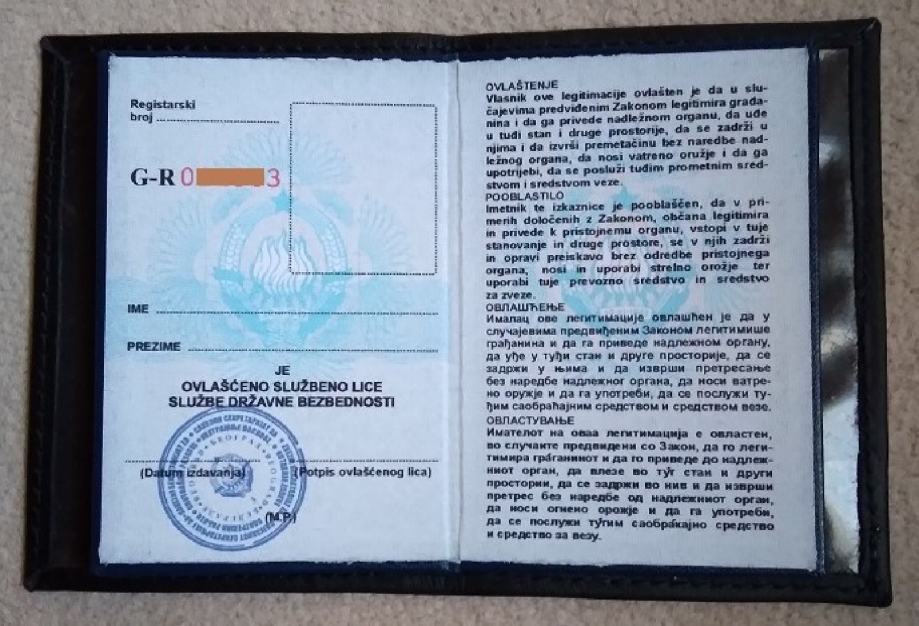 Registarski
broj
G-R 0 3
IME
PREZIME
JE
OVLAŠĆENO SLUŽBENO LICE
SLUŽBE DRŽAVNE BEZBEDNOSTI
(Datum izdavanja) (Potpis ovlašćenog lica)
(M.P.)
OVLAŠTENJE
Vlasnik ove legitimacije ovlašten je da u slu-
čajevima predviđenim Zakonom legitimira građa-
nina i da ga privede nadležnom organu, da uđe
u tuđi stan i druge prostorije, da se zadrži u
njima i da izvrši premetačinu bez naredbe nad-
ležnog organa, da nosi vatreno oružje i da ga
upotrijebi, da se posluži tuđim prometnim sred-
stvom i sredstvom veze.
POOBLASTILO
Imetnik te izkaznice je pooblaščen, da v pri-
merih določenih z Zakonom, občana legitimira
in privede k pristojnemu organu, vstopi v tuje
stanovanje in druge prostore, se v njih zadrži
in opravi preiskavo brez odredbe pristojnega
organa, nosi in uporabi strelno orožje ter
uporabi tuje prevozno sredstvo in sredstvo
za zveze.
ОВЛАШЋЕЊЕ
Ималац ове легитимације овлашћен је да у
случајевима предвиђеним Законом легитимише
грађанина и да га приведе надлежном органу,
да уђе у туђи стан и друге просторије, да се
задржи у њима и да изврши претресање
без наредбе надлежног органа, да носи ватре-
но оружје и да га употреби, да се послужи ту-
ђим саобраћајним средством и средством везе.
ОВЛАСТУВАЊЕ
Имателот на оваа легитимација е овластен,
во случаите предвидени со Закон, да го леги-
тимира граѓанинот и да го приведе до надлеж-
ниот орган, да влезе во туѓ стан и други
простории, да се задржи во нив и да изврши
претрес без наредба од надлежниот орган,
да носи огнено оружје и да га употреби,
да се послужи туѓим саобраќајно средство
и средство за везу.